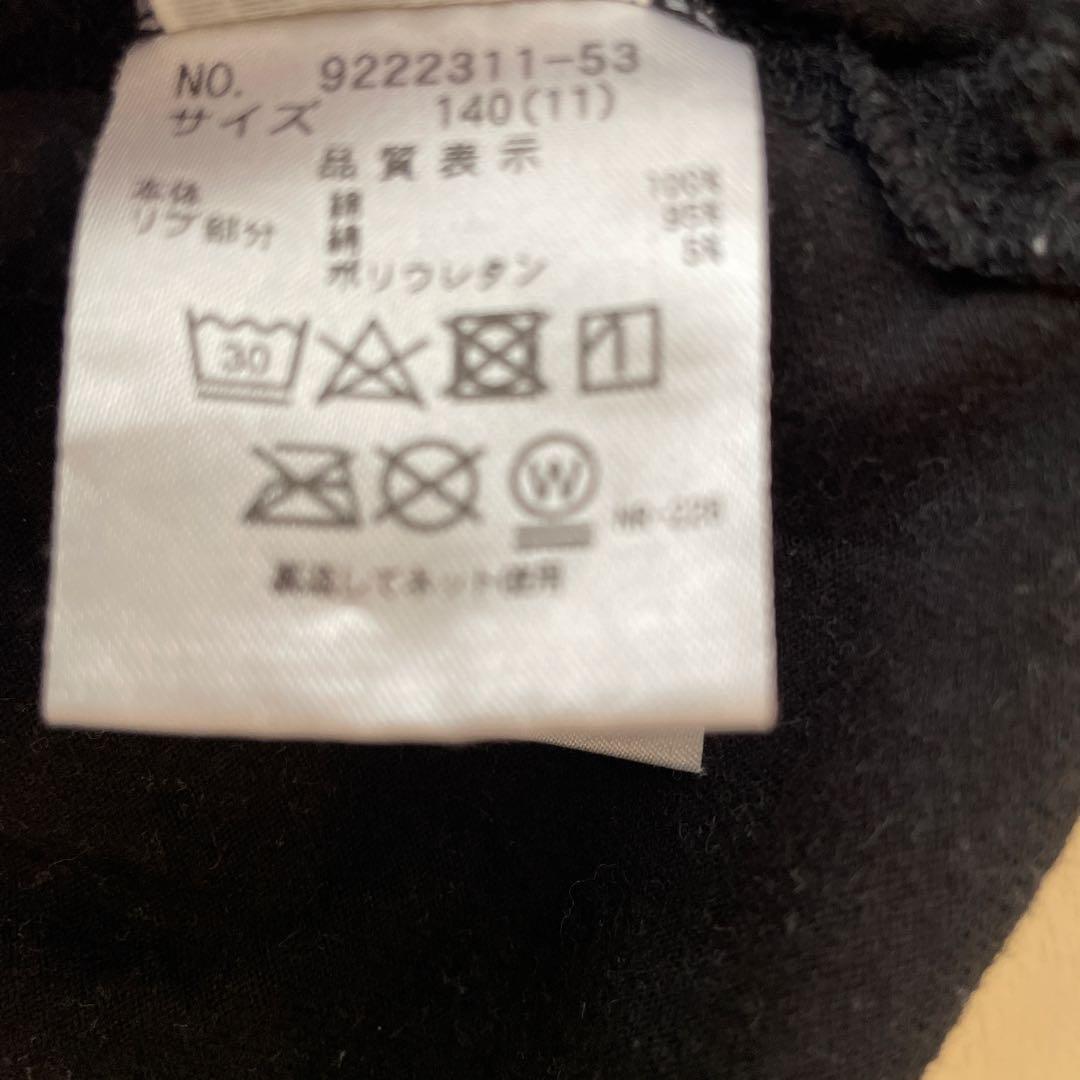 NO. 9222311-53
サイズ 140(11)
品質表示
本体 綿 100%
リブ部分 綿 95%
ポリウレタン 5%
30
W
裏返してネット使用